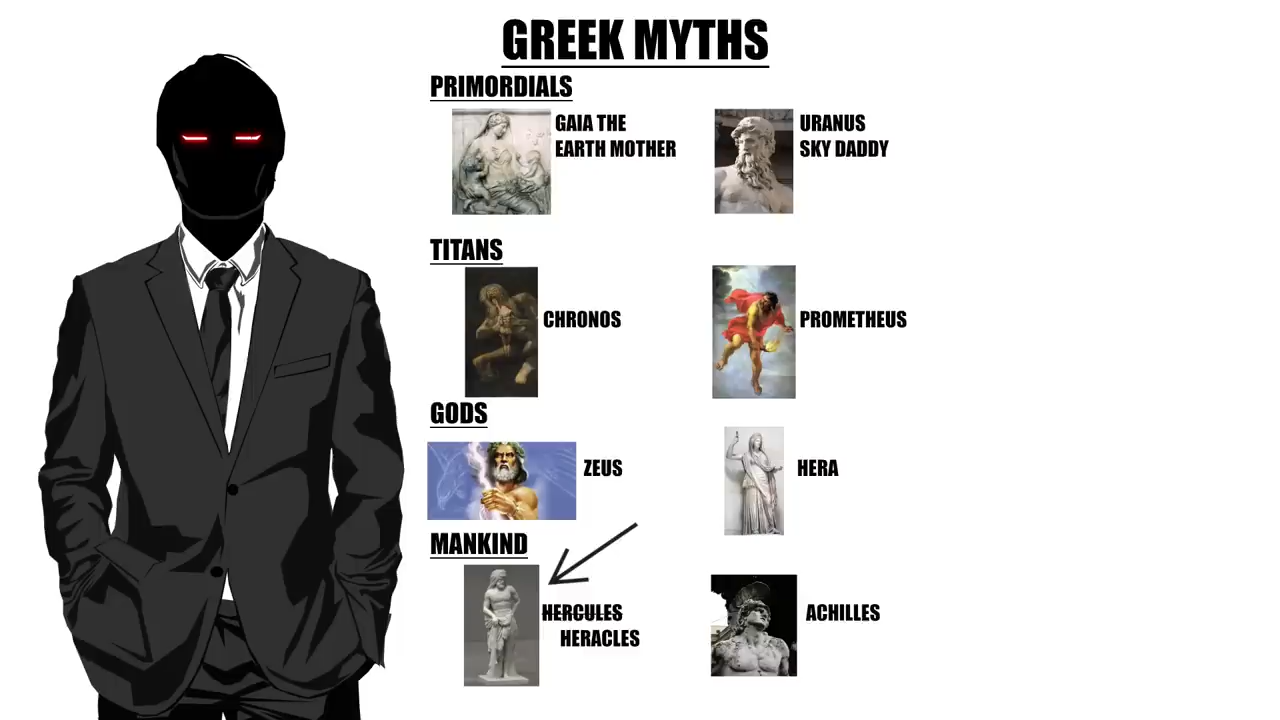 GREEK MYTHS
PRIMORDIALS
GAIA THE
EARTH MOTHER
URANUS
SKY DADDY
TITANS
CHRONOS
PROMETHEUS
GODS
ZEUS
HERA
MANKIND
HERCULES
HERACLES
ACHILLES